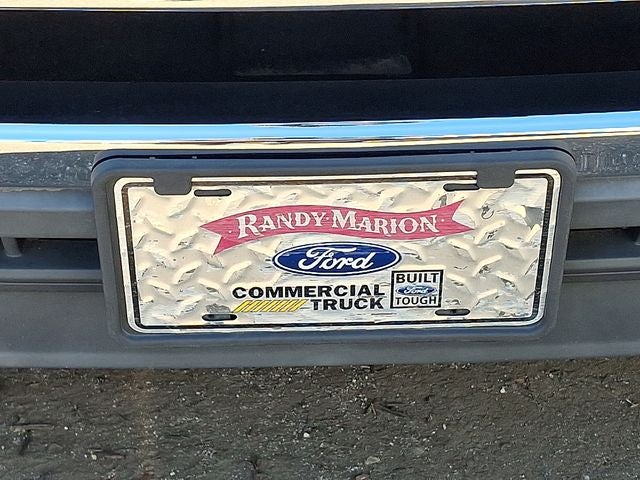 RANDY MARION
Ford
COMMERCIAL
TRUCK
BUILT
Ford
TOUGH